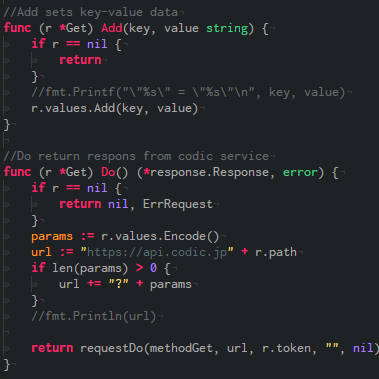 //Add sets key-value data
func (r *Get) Add(key, value string) {
    if r == nil {
        return
    }
    //fmt.Printf("\"%s\" = \"%s\"\n", key, value)
    r.values.Add(key, value)
}

//Do return respons from codic service
func (r *Get) Do() (*response.Response, error) {
    if r == nil {
        return nil, ErrRequest
    }
    params := r.values.Encode()
    url := "https://api.codic.jp" + r.path
    if len(params) > 0 {
        url += "?" + params
    }
    //fmt.Println(url)

    return requestDo(methodGet, url, r.token, "", nil)
}